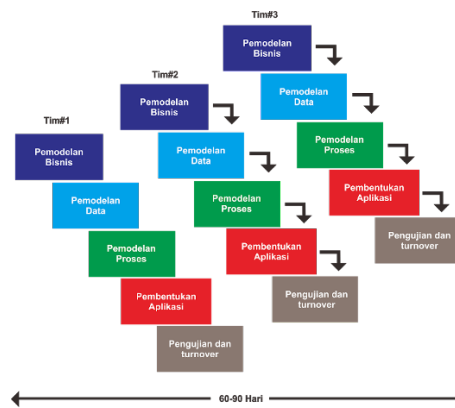 Tim#3
Pemodelan
Bisnis
Pemodelan
Data
Pemodelan
Proses
Pembentukan
Aplikasi
Pengujian dan
turnover
Tim#2
Pemodelan
Bisnis
Pemodelan
Data
Pemodelan
Proses
Pembentukan
Aplikasi
Pengujian dan
turnover
Tim#1
Pemodelan
Bisnis
Pemodelan
Data
Pemodelan
Proses
Pembentukan
Aplikasi
Pengujian dan
turnover
60-90 Hari